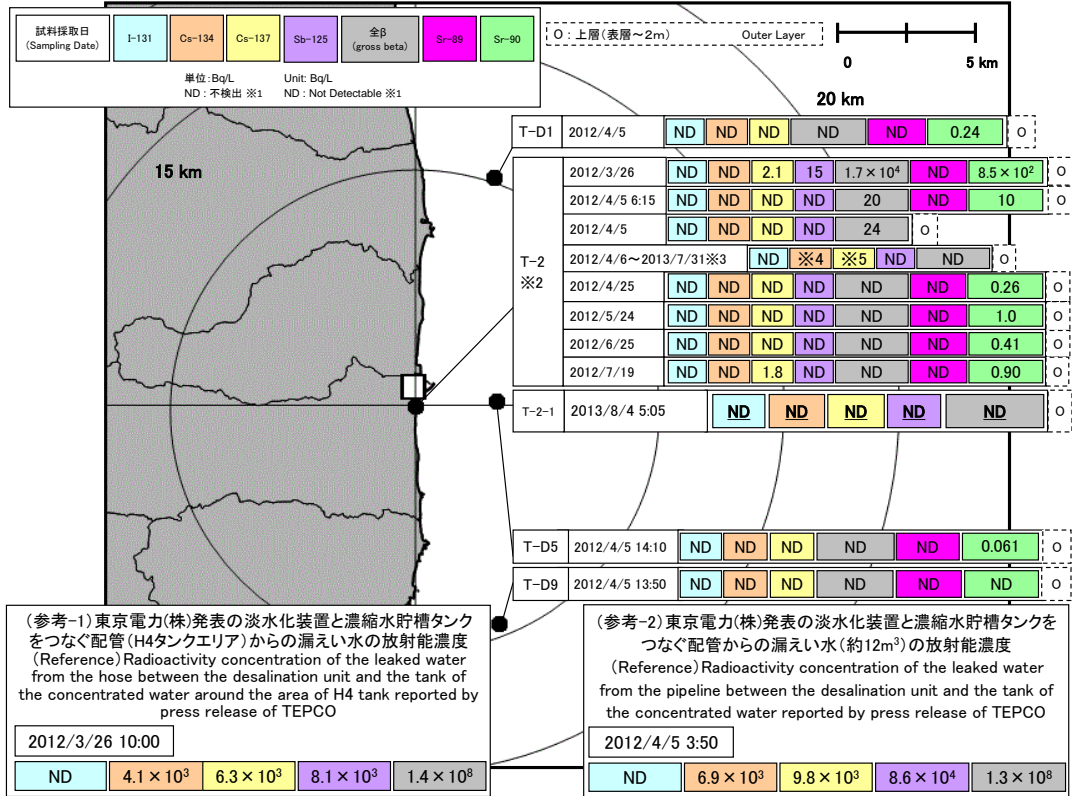 試料採取日
(Sampling Date)
I-131
Cs-134
Cs-137
Sb-125
全β
(gross beta)
Sr-89
Sr-90
単位:Bq/L Unit: Bq/L
ND : 不検出 ※1 ND : Not Detectable ※1
O : 上層(表層~2m) Outer Layer
0 5 km
20 km
15 km
T-D1 2012/4/5 ND ND ND ND ND 0.24 O
T-2
※2
2012/3/26 ND ND 2.1 15 1.7×10⁴ ND 8.5×10² O
2012/4/5 6:15 ND ND ND ND 20 ND 10 O
2012/4/5 ND ND ND ND 24 O
2012/4/6~2013/7/31※3 ND ※4 ※5 ND ND O
2012/4/25 ND ND ND ND ND ND 0.26 O
2012/5/24 ND ND ND ND ND ND 1.0 O
2012/6/25 ND ND ND ND ND ND 0.41 O
2012/7/19 ND ND 1.8 ND ND ND 0.90 O
T-2-1 2013/8/4 5:05 ND ND ND ND ND O
T-D5 2012/4/5 14:10 ND ND ND ND ND 0.061 O
T-D9 2012/4/5 13:50 ND ND ND ND ND ND O
(参考-1)東京電力(株)発表の淡水化装置と濃縮水貯槽タンク
をつなぐ配管(H4タンクエリア)からの漏えい水の放射能濃度
(Reference)Radioactivity concentration of the leaked water
from the hose between the desalination unit and the tank of
the concentrated water around the area of H4 tank reported by
press release of TEPCO
2012/3/26 10:00
ND 4.1×10³ 6.3×10³ 8.1×10³ 1.4×10⁸
(参考-2)東京電力(株)発表の淡水化装置と濃縮水貯槽タンクを
つなぐ配管からの漏えい水(約12m³)の放射能濃度
(Reference)Radioactivity concentration of the leaked water
from the pipeline between the desalination unit and the tank of
the concentrated water reported by press release of TEPCO
2012/4/5 3:50
ND 6.9×10³ 9.8×10³ 8.6×10⁴ 1.3×10⁸